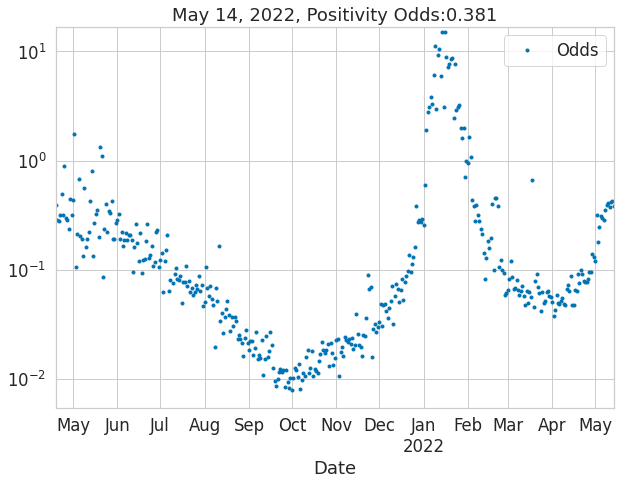 May 14, 2022, Positivity Odds:0.381
Odds
10¹
10⁰
10⁻¹
10⁻²
May Jun Jul Aug Sep Oct Nov Dec Jan Feb Mar Apr May
2022
Date